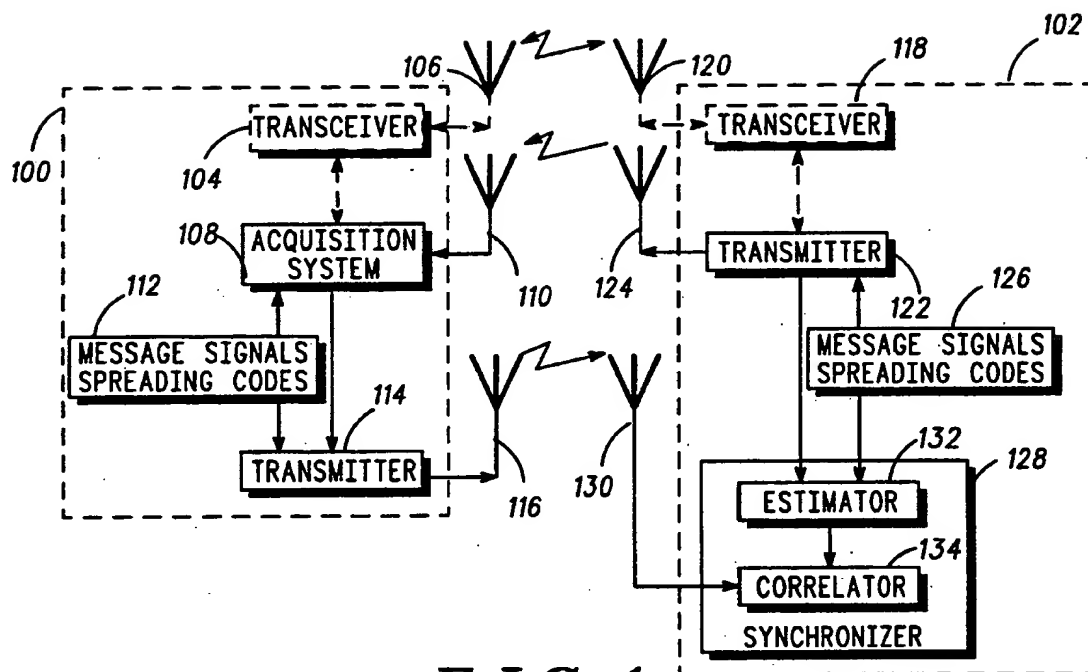 102
106
120
118
TRANSCEIVER
TRANSCEIVER
100
104
108
ACQUISITION
SYSTEM
TRANSMITTER
110
124
122
126
112
MESSAGE SIGNALS
SPREADING CODES
MESSAGE SIGNALS
SPREADING CODES
114
TRANSMITTER
116
130
132
128
ESTIMATOR
134
CORRELATOR
SYNCHRONIZER